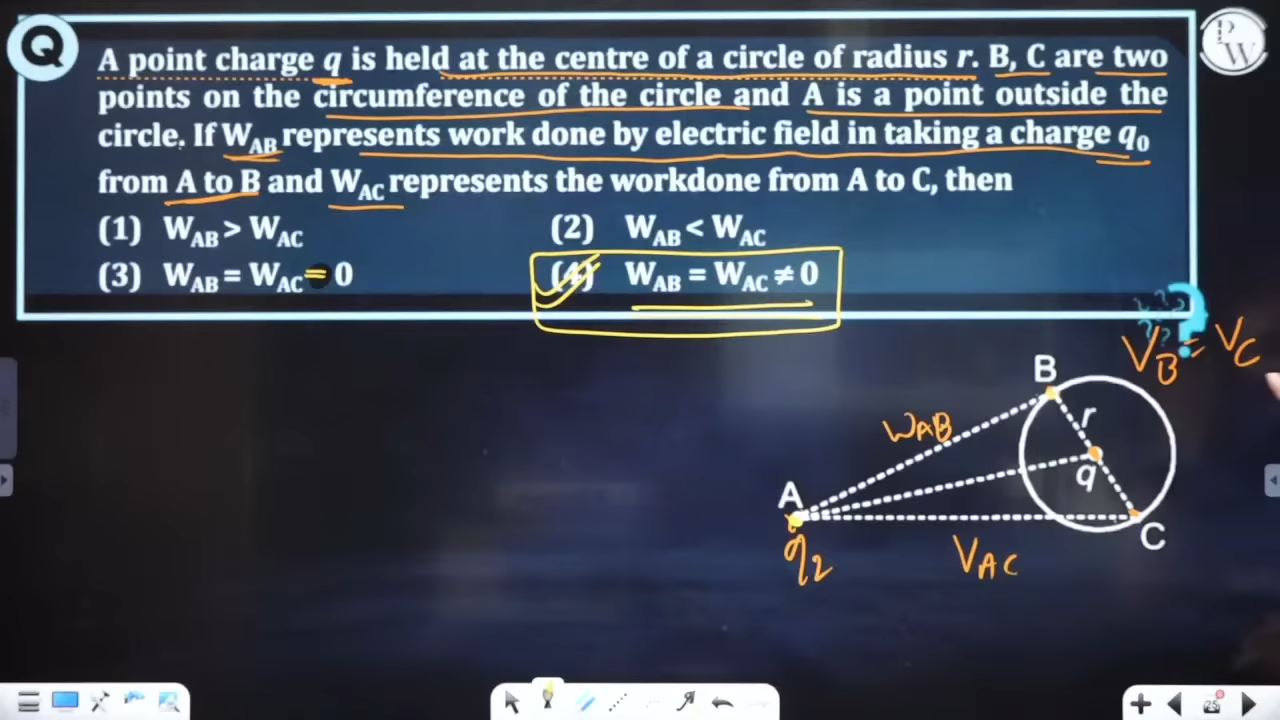 Q
A point charge q is held at the centre of a circle of radius r. B, C are two
points on the circumference of the circle and A is a point outside the
circle. If W_AB represents work done by electric field in taking a charge q₀
from A to B and W_AC represents the workdone from A to C, then
(1) W_AB > W_AC
(2) W_AB < W_AC
(3) W_AB = W_AC = 0
(4) W_AB = W_AC ≠ 0
P
W
???
??
V_B = V_C
B
r
W_AB
q
A
C
q₂
V_AC
25